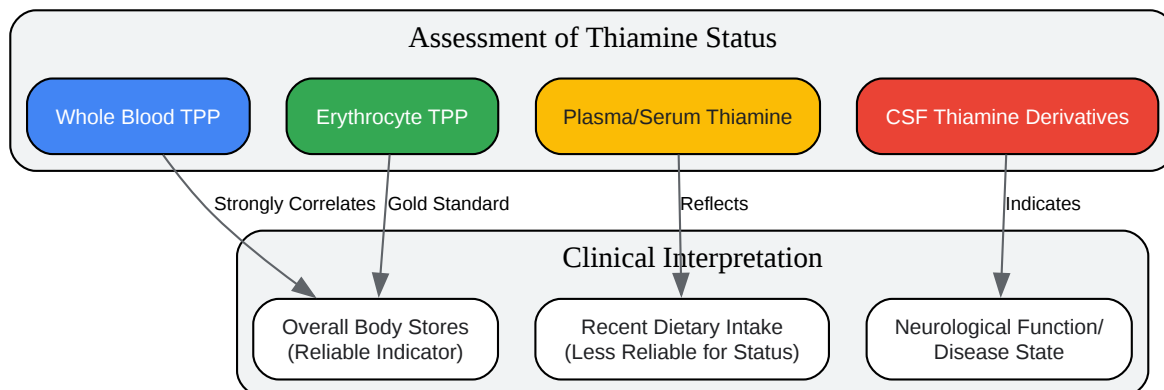 Assessment of Thiamine Status
Whole Blood TPP
Erythrocyte TPP
Plasma/Serum Thiamine
CSF Thiamine Derivatives
Strongly Correlates
Gold Standard
Reflects
Indicates
Clinical Interpretation
Overall Body Stores
(Reliable Indicator)
Recent Dietary Intake
(Less Reliable for Status)
Neurological Function/
Disease State